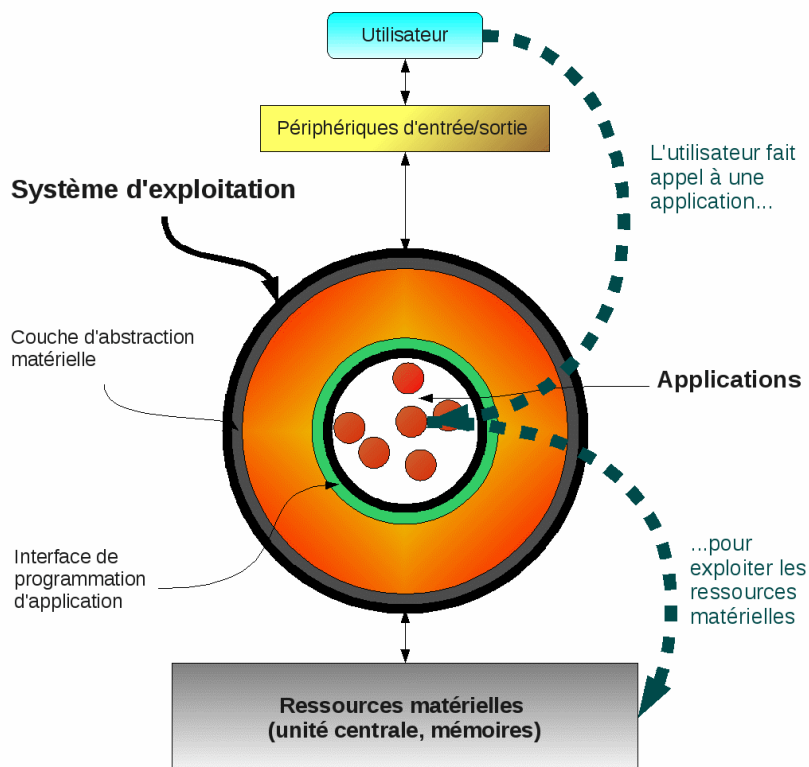 Utilisateur
Périphériques d'entrée/sortie
L'utilisateur fait
appel à une
application...
Système d'exploitation
Couche d'abstraction
matérielle
Applications
Interface de
programmation
d'application
...pour
exploiter les
ressources
matérielles
Ressources matérielles
(unité centrale, mémoires)